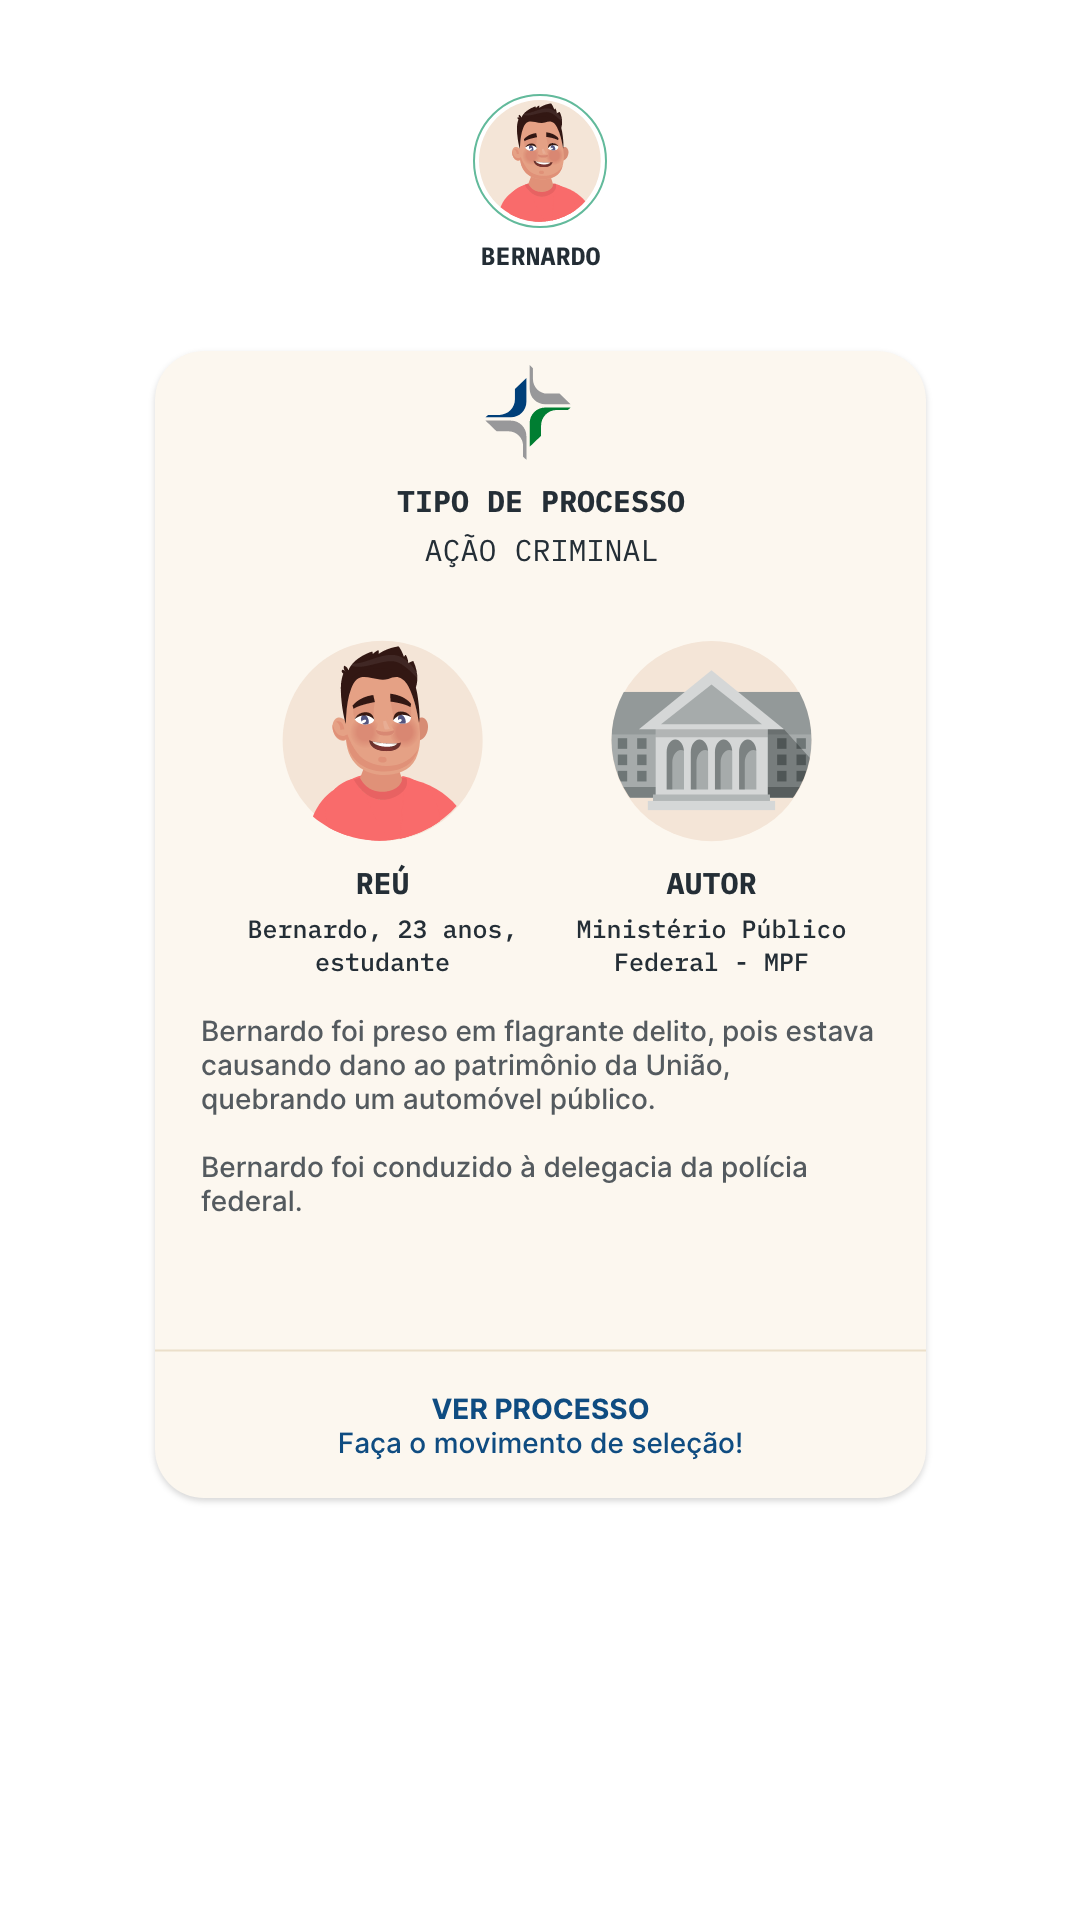 BERNARDO
TIPO DE PROCESSO
AÇÃO CRIMINAL
REÚ
Bernardo, 23 anos,
estudante
AUTOR
Ministério Público
Federal - MPF
Bernardo foi preso em flagrante delito, pois estava
causando dano ao patrimônio da União,
quebrando um automóvel público.
Bernardo foi conduzido à delegacia da polícia
federal.
VER PROCESSO
Faça o movimento de seleção!